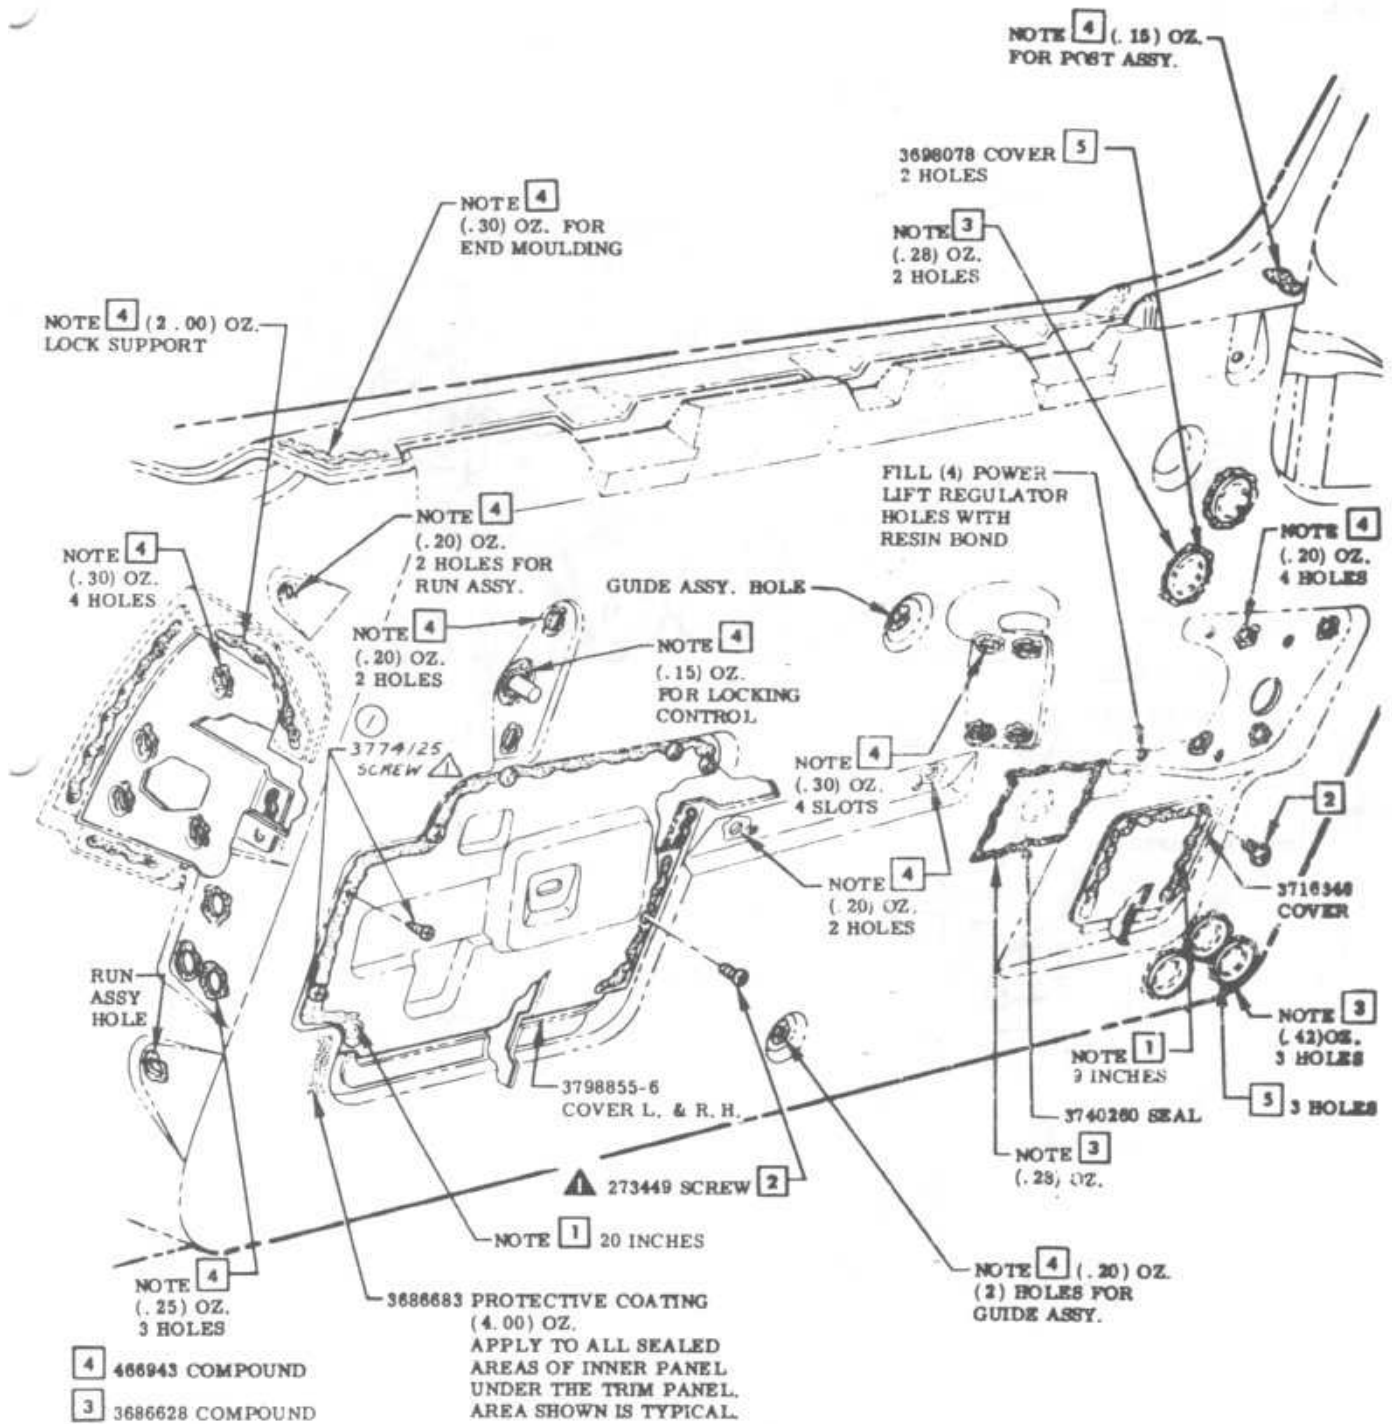 NOTE 4 (.15) OZ.
FOR POST ASSY.
3698078 COVER 5
2 HOLES
NOTE 4
(.30) OZ. FOR
END MOULDING
NOTE 3
(.28) OZ.
2 HOLES
NOTE 4 (2.00) OZ.
LOCK SUPPORT
FILL (4) POWER
LIFT REGULATOR
HOLES WITH
RESIN BOND
NOTE 4
(.20) OZ.
2 HOLES FOR
RUN ASSY.
NOTE 4
(.20) OZ.
4 HOLES
NOTE 4
(.30) OZ.
4 HOLES
GUIDE ASSY. HOLE
NOTE 4
(.20) OZ.
2 HOLES
NOTE 4
(.15) OZ.
FOR LOCKING
CONTROL
1
3774125
SCREW 1
NOTE 4
(.30) OZ.
4 SLOTS
2
NOTE 4
(.20) OZ.
2 HOLES
3716348
COVER
RUN
ASSY
HOLE
NOTE 3
(.42) OZ.
3 HOLES
NOTE 1
9 INCHES
3798855-6
COVER L. & R.H.
5 3 HOLES
3740260 SEAL
NOTE 3
(.28) OZ.
1 273449 SCREW 2
NOTE 1 20 INCHES
NOTE 4
(.25) OZ.
3 HOLES
NOTE 4 (.20) OZ.
(2) HOLES FOR
GUIDE ASSY.
3686683 PROTECTIVE COATING
(4.00) OZ.
APPLY TO ALL SEALED
AREAS OF INNER PANEL
UNDER THE TRIM PANEL.
AREA SHOWN IS TYPICAL.
4 466943 COMPOUND
3 3686628 COMPOUND